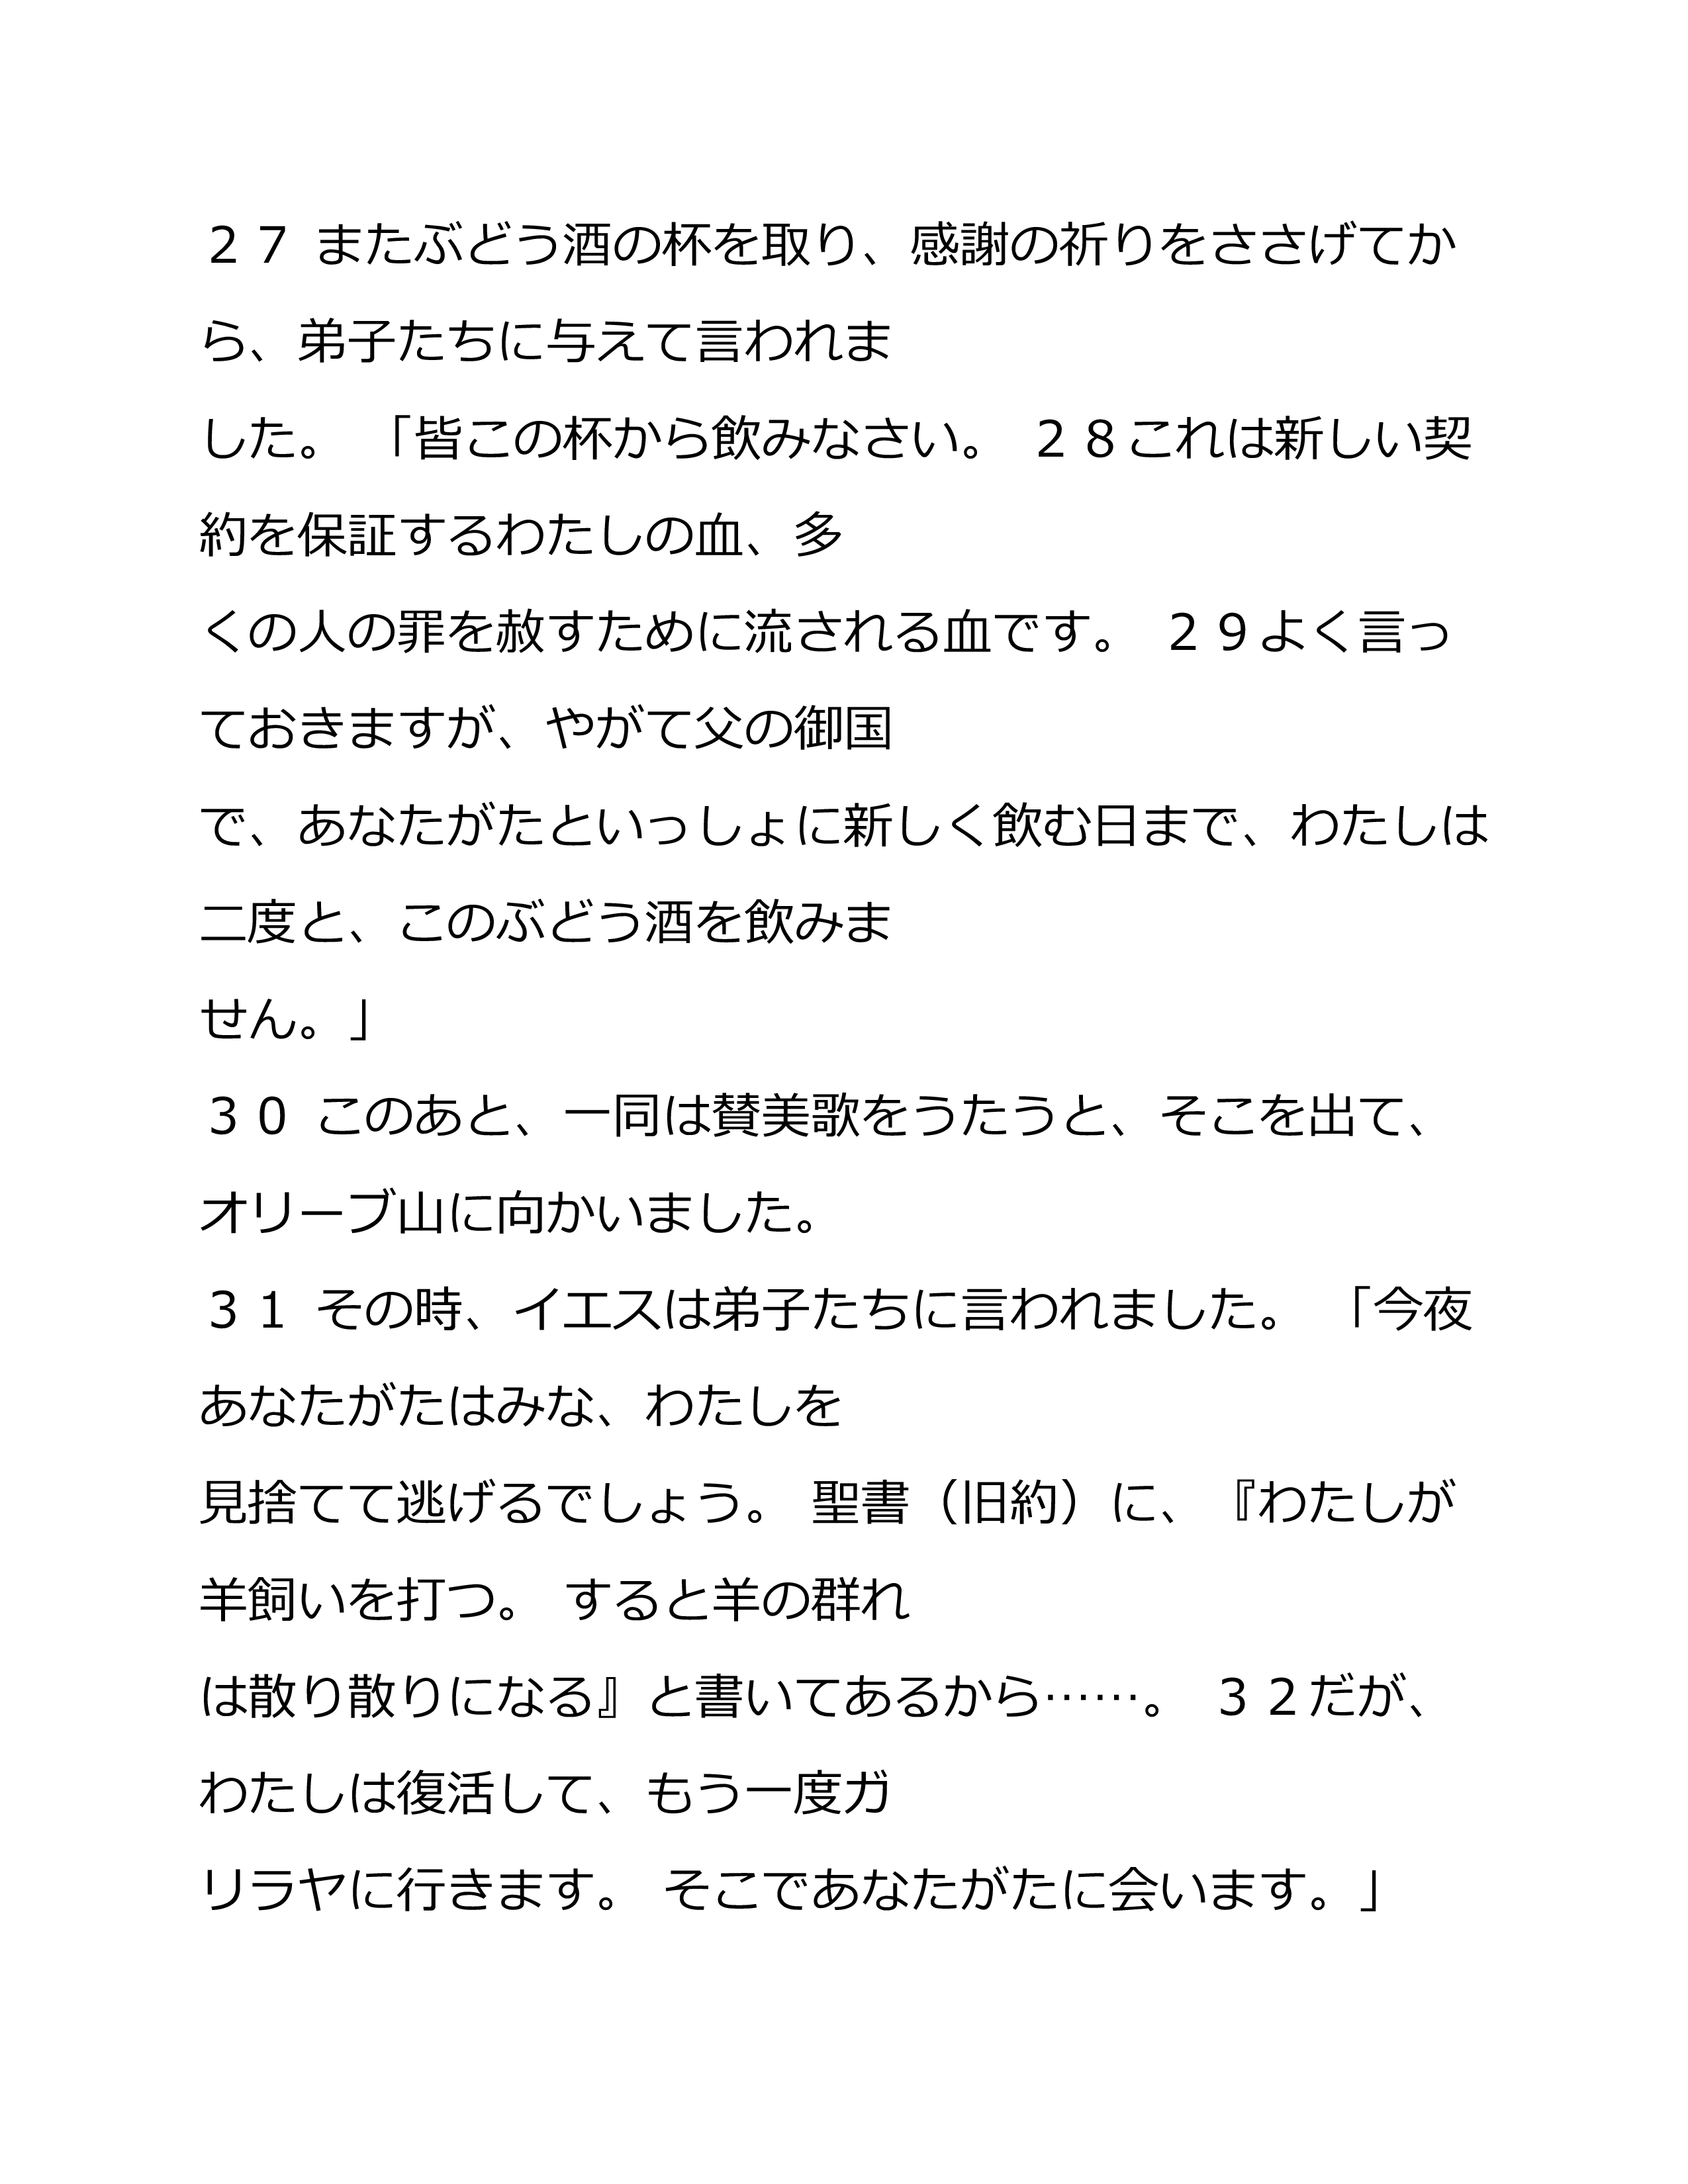 ２７ またぶどう酒の杯を取り、感謝の祈りをささげてか
ら、弟子たちに与えて言われま
した。 「皆この杯から飲みなさい。 ２８これは新しい契
約を保証するわたしの血、多
くの人の罪を赦すために流される血です。 ２９よく言っ
ておきますが、やがて父の御国
で、あなたがたといっしょに新しく飲む日まで、わたしは
二度と、このぶどう酒を飲みま
せん。」
３０ このあと、一同は賛美歌をうたうと、そこを出て、
オリーブ山に向かいました。
３１ その時、イエスは弟子たちに言われました。 「今夜
あなたがたはみな、わたしを
見捨てて逃げるでしょう。 聖書（旧約）に、『わたしが
羊飼いを打つ。 すると羊の群れ
は散り散りになる』と書いてあるから……。 ３２だが、
わたしは復活して、もう一度ガ
リラヤに行きます。 そこであなたがたに会います。」